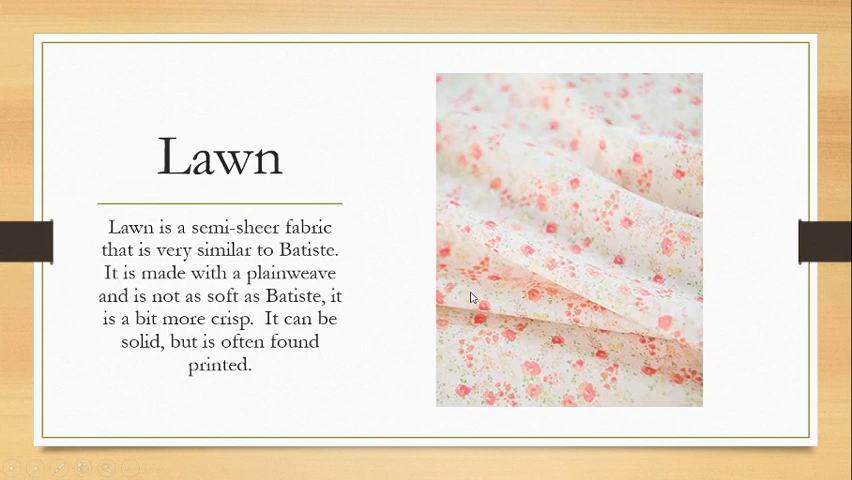 Lawn
Lawn is a semi-sheer fabric
that is very similar to Batiste.
It is made with a plainweave
and is not as soft as Batiste, it
is a bit more crisp.  It can be
solid, but is often found
printed.